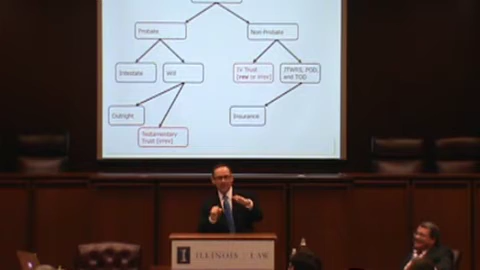 Probate
Non-Probate
Intestate
Will
IV Trust
[rev or irrev]
JTWRS, POD,
and TOD
Outright
Insurance
Testamentary
Trust [irrev]
I ILLINOIS LAW